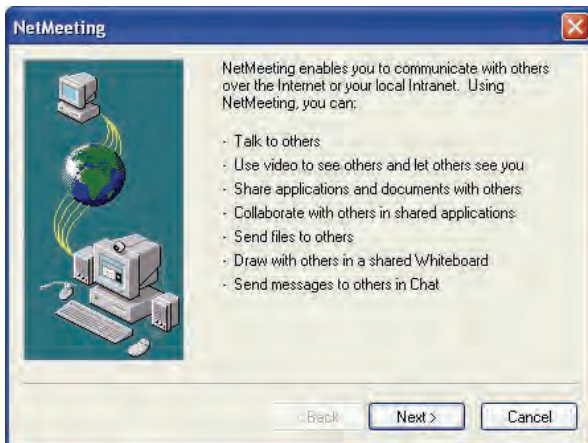 NetMeeting
NetMeeting enables you to communicate with others
over the Internet or your local Intranet. Using
NetMeeting, you can:
· Talk to others
· Use video to see others and let others see you
· Share applications and documents with others
· Collaborate with others in shared applications
· Send files to others
· Draw with others in a shared Whiteboard
· Send messages to others in Chat
< Back Next > Cancel